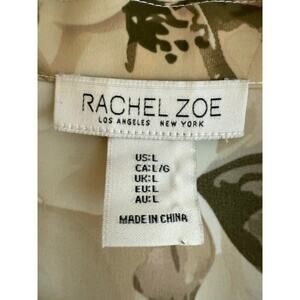 RACHEL ZOE
LOS ANGELES NEW YORK
US:L
CA:L/G
UK:L
EU:L
AU:L
MADE IN CHINA